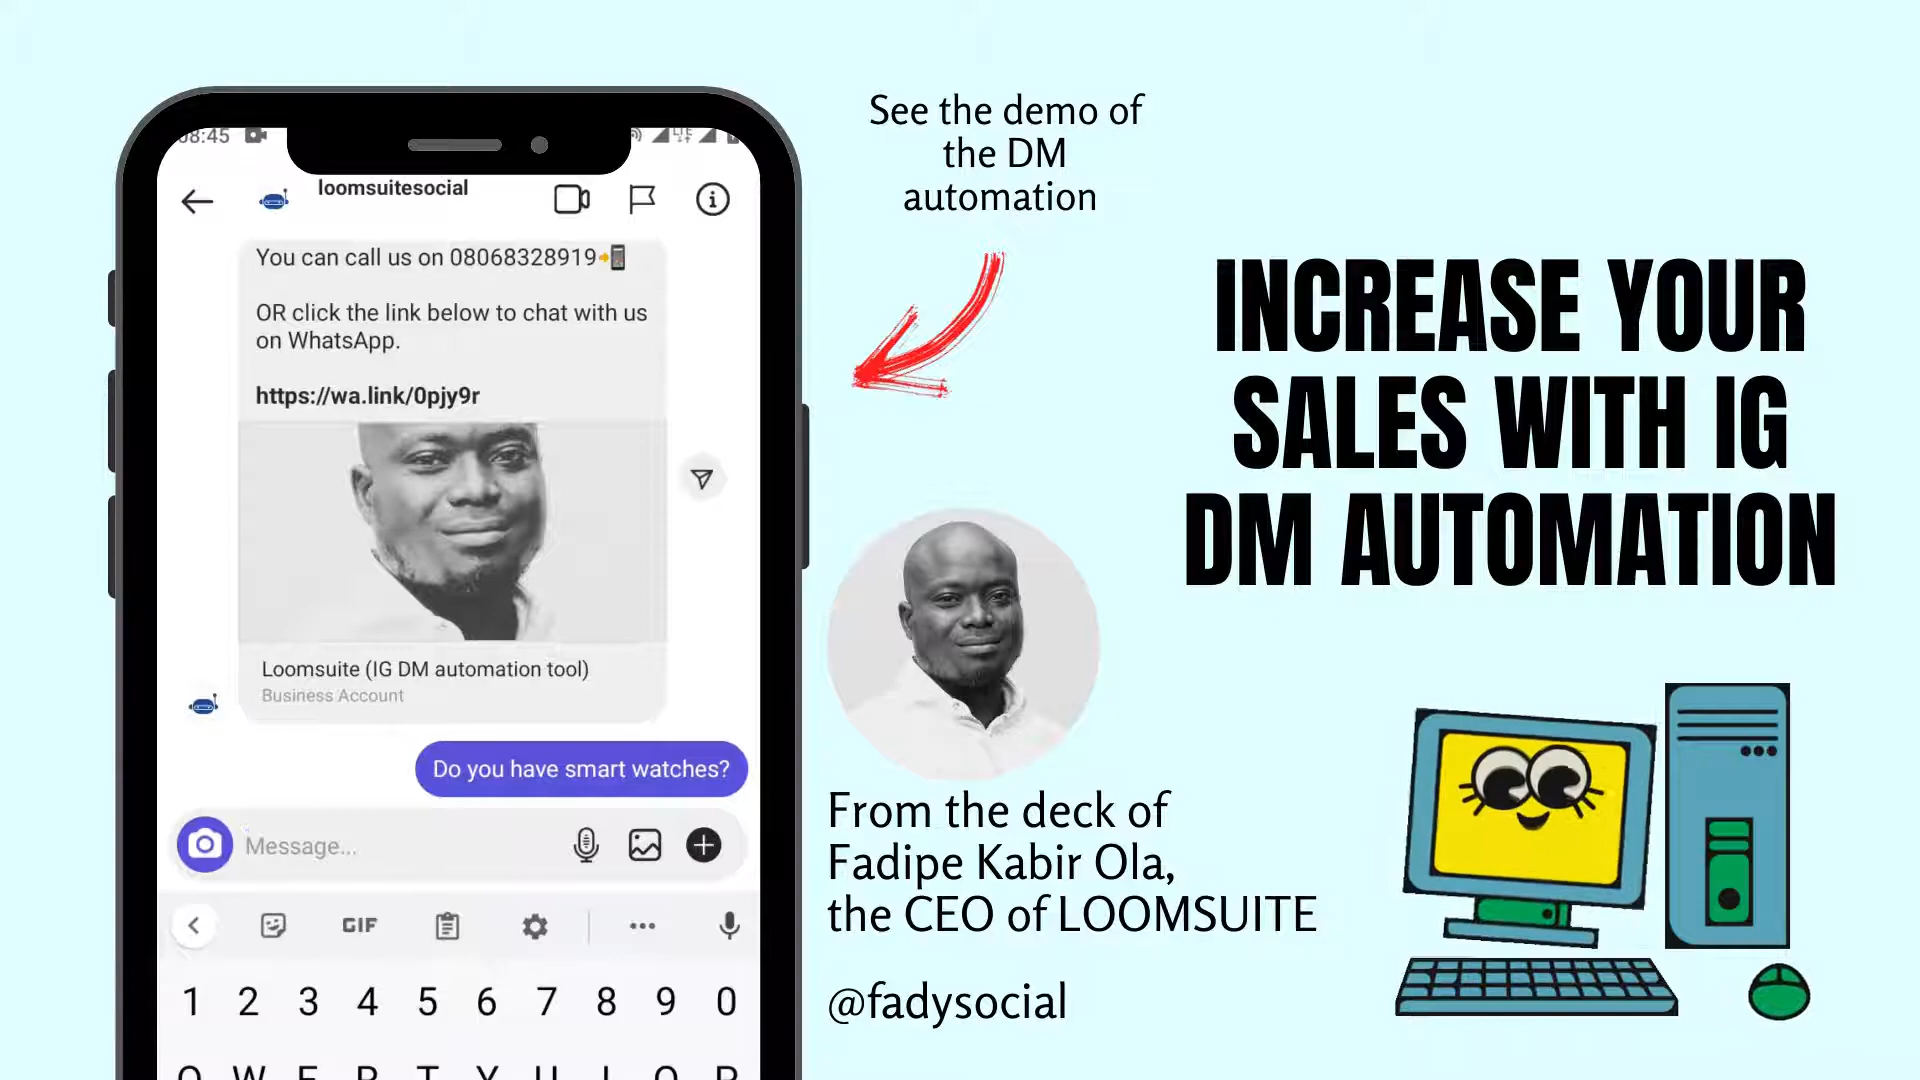 08:45
loomsuitesocial
You can call us on 08068328919
OR click the link below to chat with us
on WhatsApp.
https://wa.link/0pjy9r
Loomsuite (IG DM automation tool)
Business Account
Do you have smart watches?
Message...
GIF
1 2 3 4 5 6 7 8 9 0
Q W E R T Y U I O P
See the demo of
the DM
automation
From the deck of
Fadipe Kabir Ola,
the CEO of LOOMSUITE
@fadysocial
INCREASE YOUR
SALES WITH IG
DM AUTOMATION